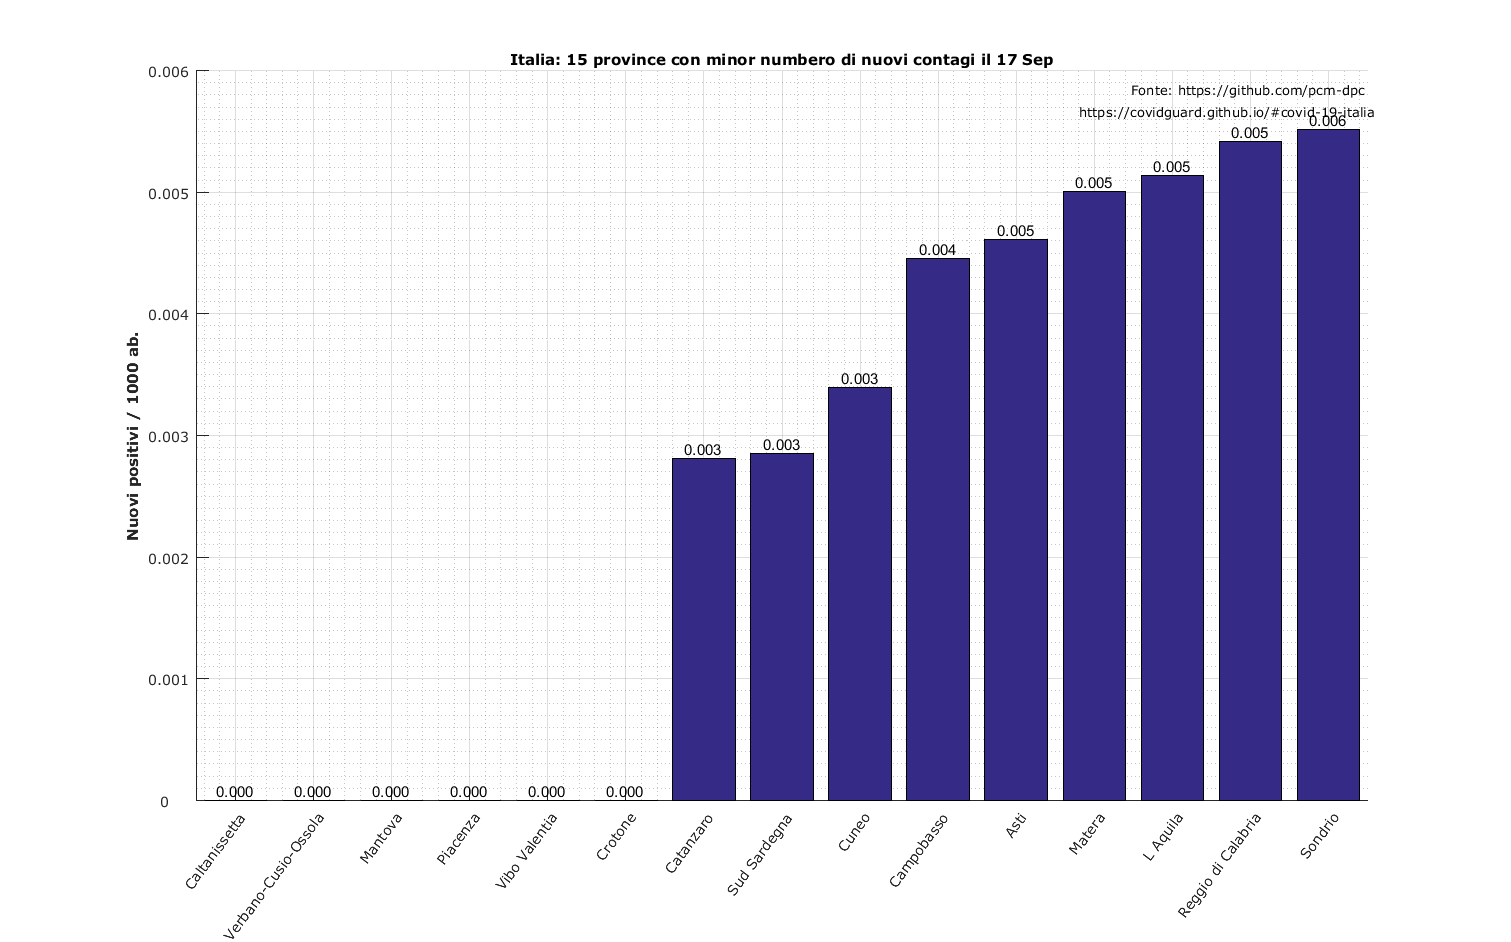 Italia: 15 province con minor numbero di nuovi contagi il 17 Sep
Fonte: https://github.com/pcm-dpc
https://covidguard.github.io/#covid-19-italia
Nuovi positivi / 1000 ab.
0.006
0.005
0.004
0.003
0.002
0.001
0
0.000 0.000 0.000 0.000 0.000 0.000 0.003 0.003 0.003 0.004 0.005 0.005 0.005 0.005 0.006
Caltanissetta
Verbano-Cusio-Ossola
Mantova
Piacenza
Vibo Valentia
Crotone
Catanzaro
Sud Sardegna
Cuneo
Campobasso
Asti
Matera
L Aquila
Reggio di Calabria
Sondrio